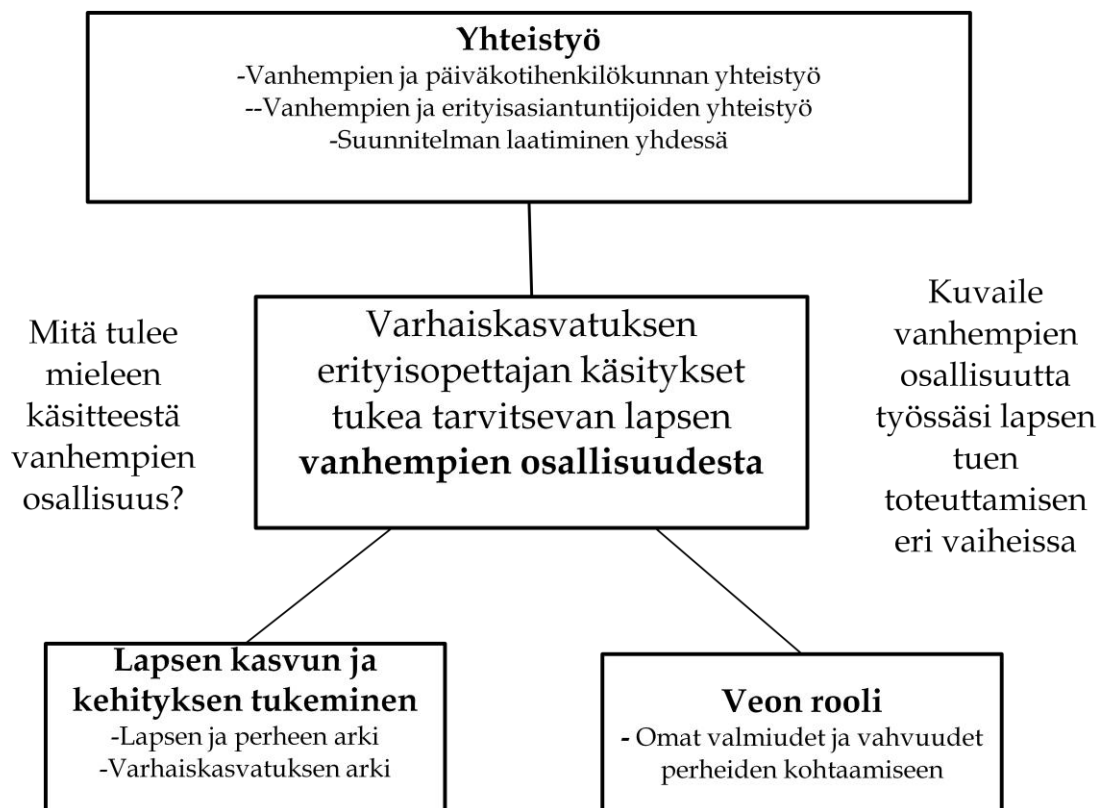 Yhteistyö
-Vanhempien ja päiväkotihenkilökunnan yhteistyö
--Vanhempien ja erityisasiantuntijoiden yhteistyö
-Suunnitelman laatiminen yhdessä
Mitä tulee
mieleen
käsitteestä
vanhempien
osallisuus?
Varhaiskasvatuksen
erityisopettajan käsitykset
tukea tarvitsevan lapsen
vanhempien osallisuudesta
Kuvaile
vanhempien
osallisuutta
työssäsi lapsen
tuen
toteuttamisen
eri vaiheissa
Lapsen kasvun ja
kehityksen tukeminen
-Lapsen ja perheen arki
-Varhaiskasvatuksen arki
Veon rooli
- Omat valmiudet ja vahvuudet
perheiden kohtaamiseen